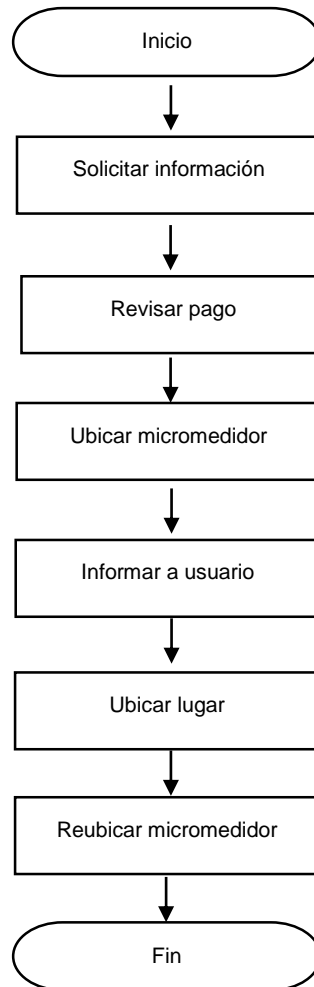 Inicio
Solicitar información
Revisar pago
Ubicar micromedidor
Informar a usuario
Ubicar lugar
Reubicar micromedidor
Fin